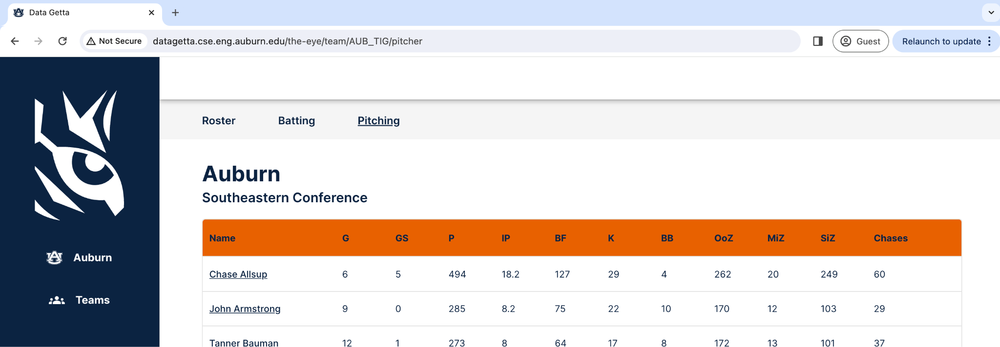 Data Getta
Not Secure datagetta.cse.eng.auburn.edu/the-eye/team/AUB_TIG/pitcher Guest Relaunch to update
Roster Batting Pitching
Auburn
Southeastern Conference
Name G GS P IP BF K BB OoZ MiZ SiZ Chases
Chase Allsup 6 5 494 18.2 127 29 4 262 20 249 60
John Armstrong 9 0 285 8.2 75 22 10 170 12 103 29
Tanner Bauman 12 1 273 8 64 17 8 172 13 101 37
Auburn
Teams